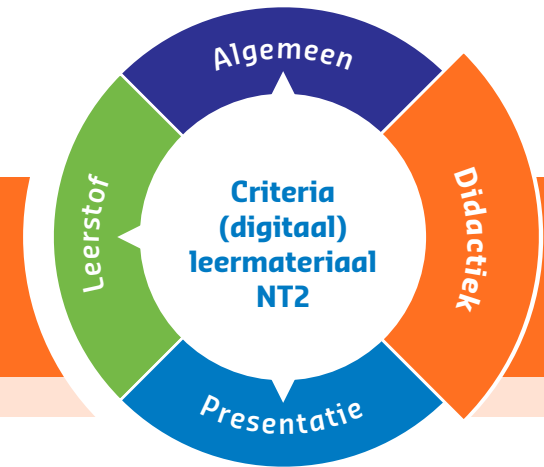 Algemeen
Leerstof
Criteria
(digitaal)
leermateriaal
NT2
Didactiek
Presentatie